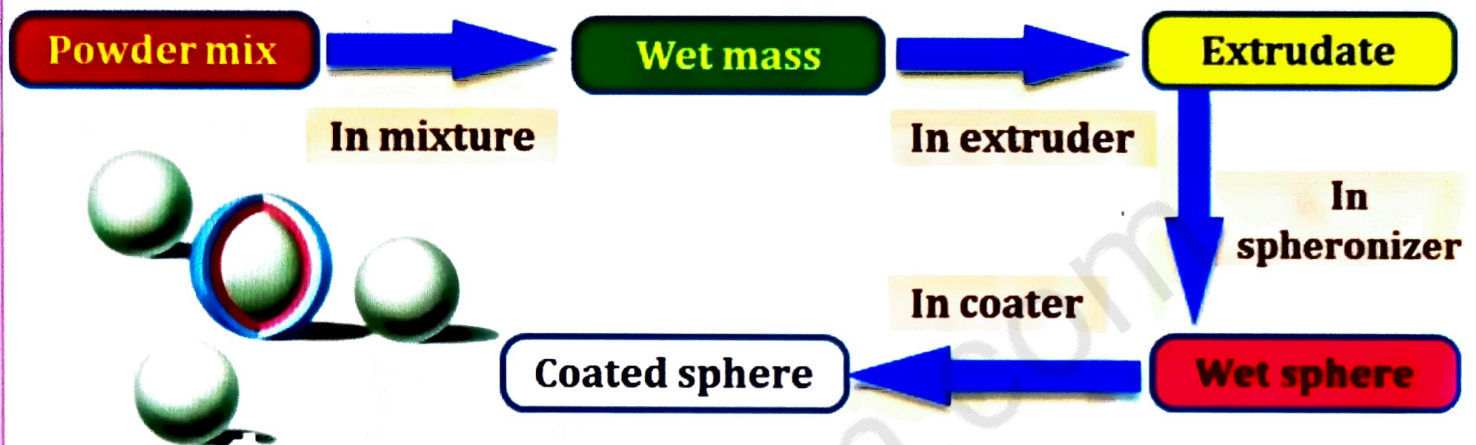 Powder mix
Wet mass
Extrudate
In mixture
In extruder
In
spheronizer
In coater
Coated sphere
Wet sphere